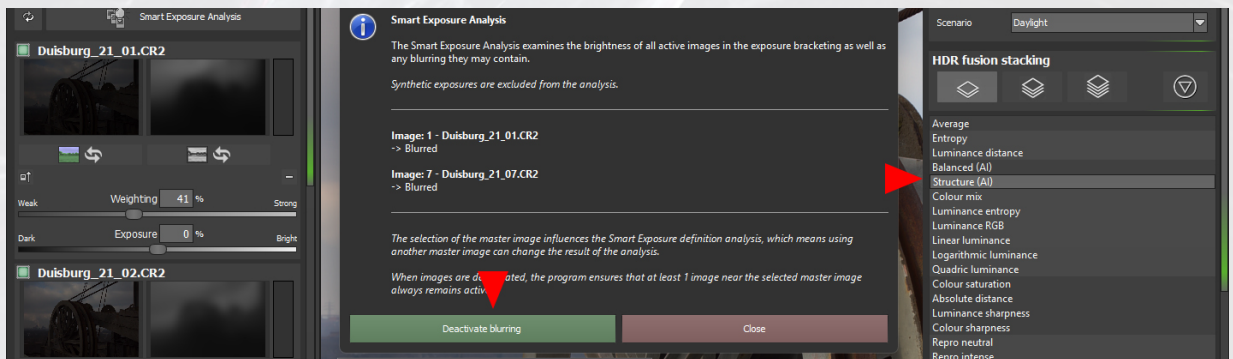 Smart Exposure Analysis
Duisburg_21_01.CR2
Weighting 41 %
Weak Strong
Exposure 0 %
Dark Bright
Duisburg_21_02.CR2
Smart Exposure Analysis
The Smart Exposure Analysis examines the brightness of all active images in the exposure bracketing as well as
any blurring they may contain.
Synthetic exposures are excluded from the analysis.
Image: 1 - Duisburg_21_01.CR2
-> Blurred
Image: 7 - Duisburg_21_07.CR2
-> Blurred
The selection of the master image influences the Smart Exposure definition analysis, which means using
another master image can change the result of the analysis.
When images are ated, the program ensures that at least 1 image near the selected master image
always remains
Deactivate blurring
Close
Scenario Daylight
HDR fusion stacking
Average
Entropy
Luminance distance
Balanced (AI)
Structure (AI)
Colour mix
Luminance entropy
Luminance RGB
Linear luminance
Logarithmic luminance
Quadric luminance
Colour saturation
Absolute distance
Luminance sharpness
Colour sharpness
Repro neutral
Repro intense